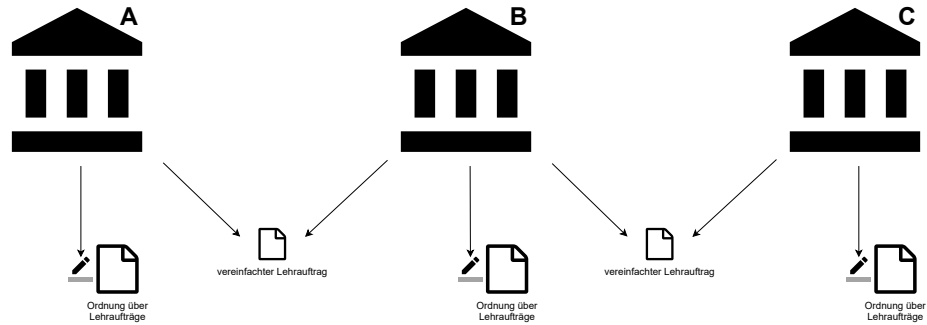 A
B
C
vereinfachter Lehrauftrag
vereinfachter Lehrauftrag
Ordnung über
Lehraufträge
Ordnung über
Lehraufträge
Ordnung über
Lehraufträge